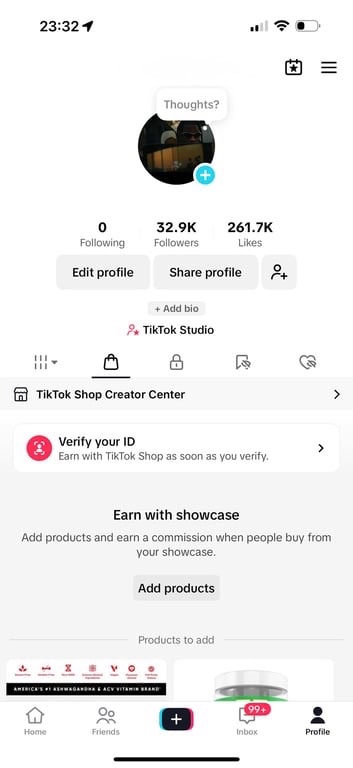 23:32
Thoughts?
0
Following
32.9K
Followers
261.7K
Likes
Edit profile
Share profile
+ Add bio
TikTok Studio
TikTok Shop Creator Center
Verify your ID
Earn with TikTok Shop as soon as you verify.
Earn with showcase
Add products and earn a commission when people buy from
your showcase.
Add products
Products to add
AMERICA'S #1 ASHWAGANDHA & ACV VITAMIN BRAND
Home
Friends
99+
Inbox
Profile